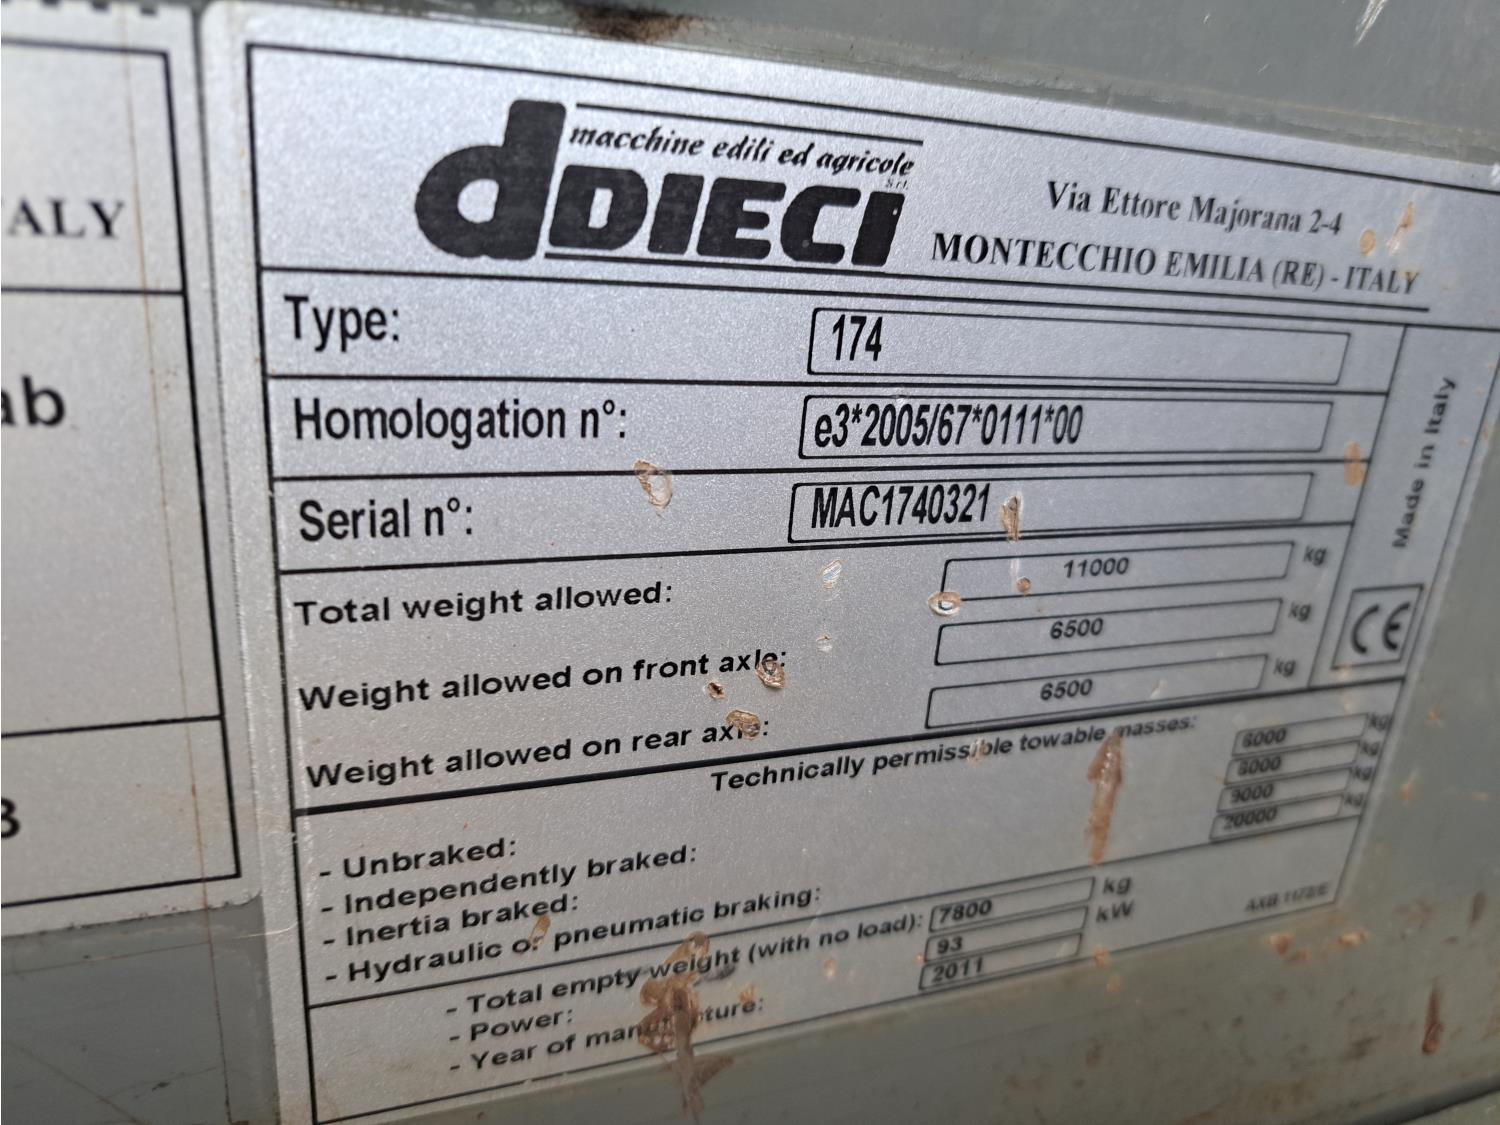 TALY
ab
3
macchine edili ed agricole
dDIECI
S.r.l.
Via Ettore Majorana 2-4
MONTECCHIO EMILIA (RE) - ITALY
Type: 174
Homologation n°: e3*2005/67*0111*00
Serial n°: MAC1740321
Made in Italy
Total weight allowed: 11000 kg
Weight allowed on front axle: 6500 kg
Weight allowed on rear axle: 6500 kg
CE
Technically permissible towable masses:
- Unbraked: 6000 kg
- Independently braked: kg
- Inertia braked: kg
- Hydraulic or pneumatic braking: 20000 kg
- Total empty weight (with no load): 7800 kg
- Power: 93 kW
- Year of manufacture: 2011